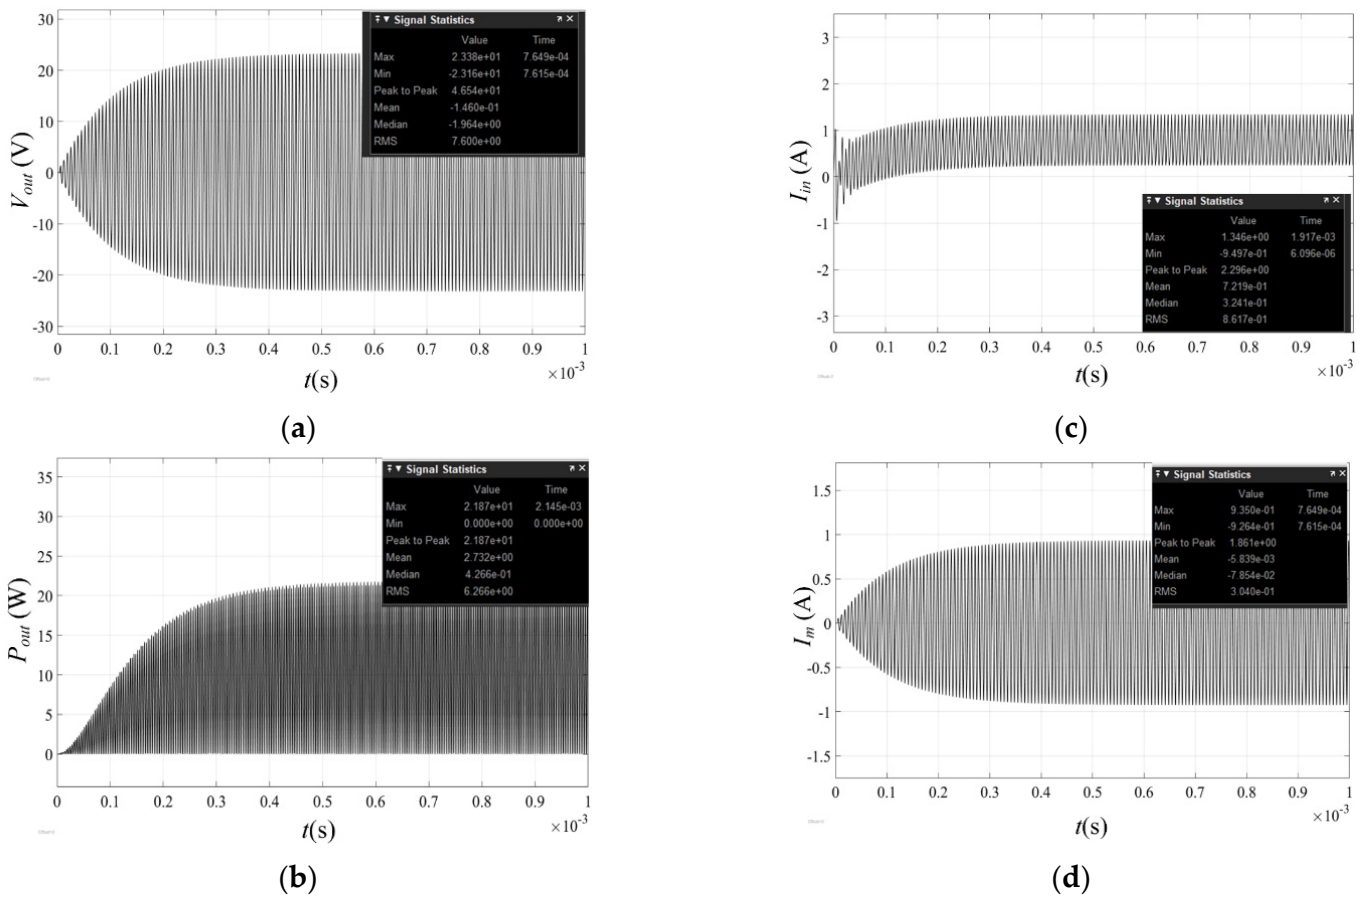 Signal Statistics
Value Time
Max 2.338e+01 7.649e-04
Min -2.316e+01 7.615e-04
Peak to Peak 4.654e+01
Mean -1.460e-01
Median -1.964e+00
RMS 7.600e+00
30
20
10
0
-10
-20
-30
V_out (V)
0 0.1 0.2 0.3 0.4 0.5 0.6 0.7 0.8 0.9 1
t(s)
×10⁻³
(a)
Signal Statistics
Value Time
Max 1.346e+00 1.917e-03
Min -9.497e-01 6.096e-06
Peak to Peak 2.296e+00
Mean 7.219e-01
Median 3.241e-01
RMS 8.617e-01
3
2
1
0
-1
-2
-3
I_in (A)
0 0.1 0.2 0.3 0.4 0.5 0.6 0.7 0.8 0.9 1
t(s)
×10⁻³
(c)
Signal Statistics
Value Time
Max 2.187e+01 2.145e-03
Min 0.000e+00 0.000e+00
Peak to Peak 2.187e+01
Mean 2.732e+00
Median 4.266e-01
RMS 6.266e+00
35
30
25
20
15
10
5
0
P_out (W)
0 0.1 0.2 0.3 0.4 0.5 0.6 0.7 0.8 0.9 1
t(s)
×10⁻³
(b)
Signal Statistics
Value Time
Max 9.350e-01 7.649e-04
Min -9.264e-01 7.615e-04
Peak to Peak 1.861e+00
Mean -5.839e-03
Median -7.854e-02
RMS 3.040e-01
1.5
1
0.5
0
-0.5
-1
-1.5
I_m (A)
0 0.1 0.2 0.3 0.4 0.5 0.6 0.7 0.8 0.9 1
t(s)
×10⁻³
(d)